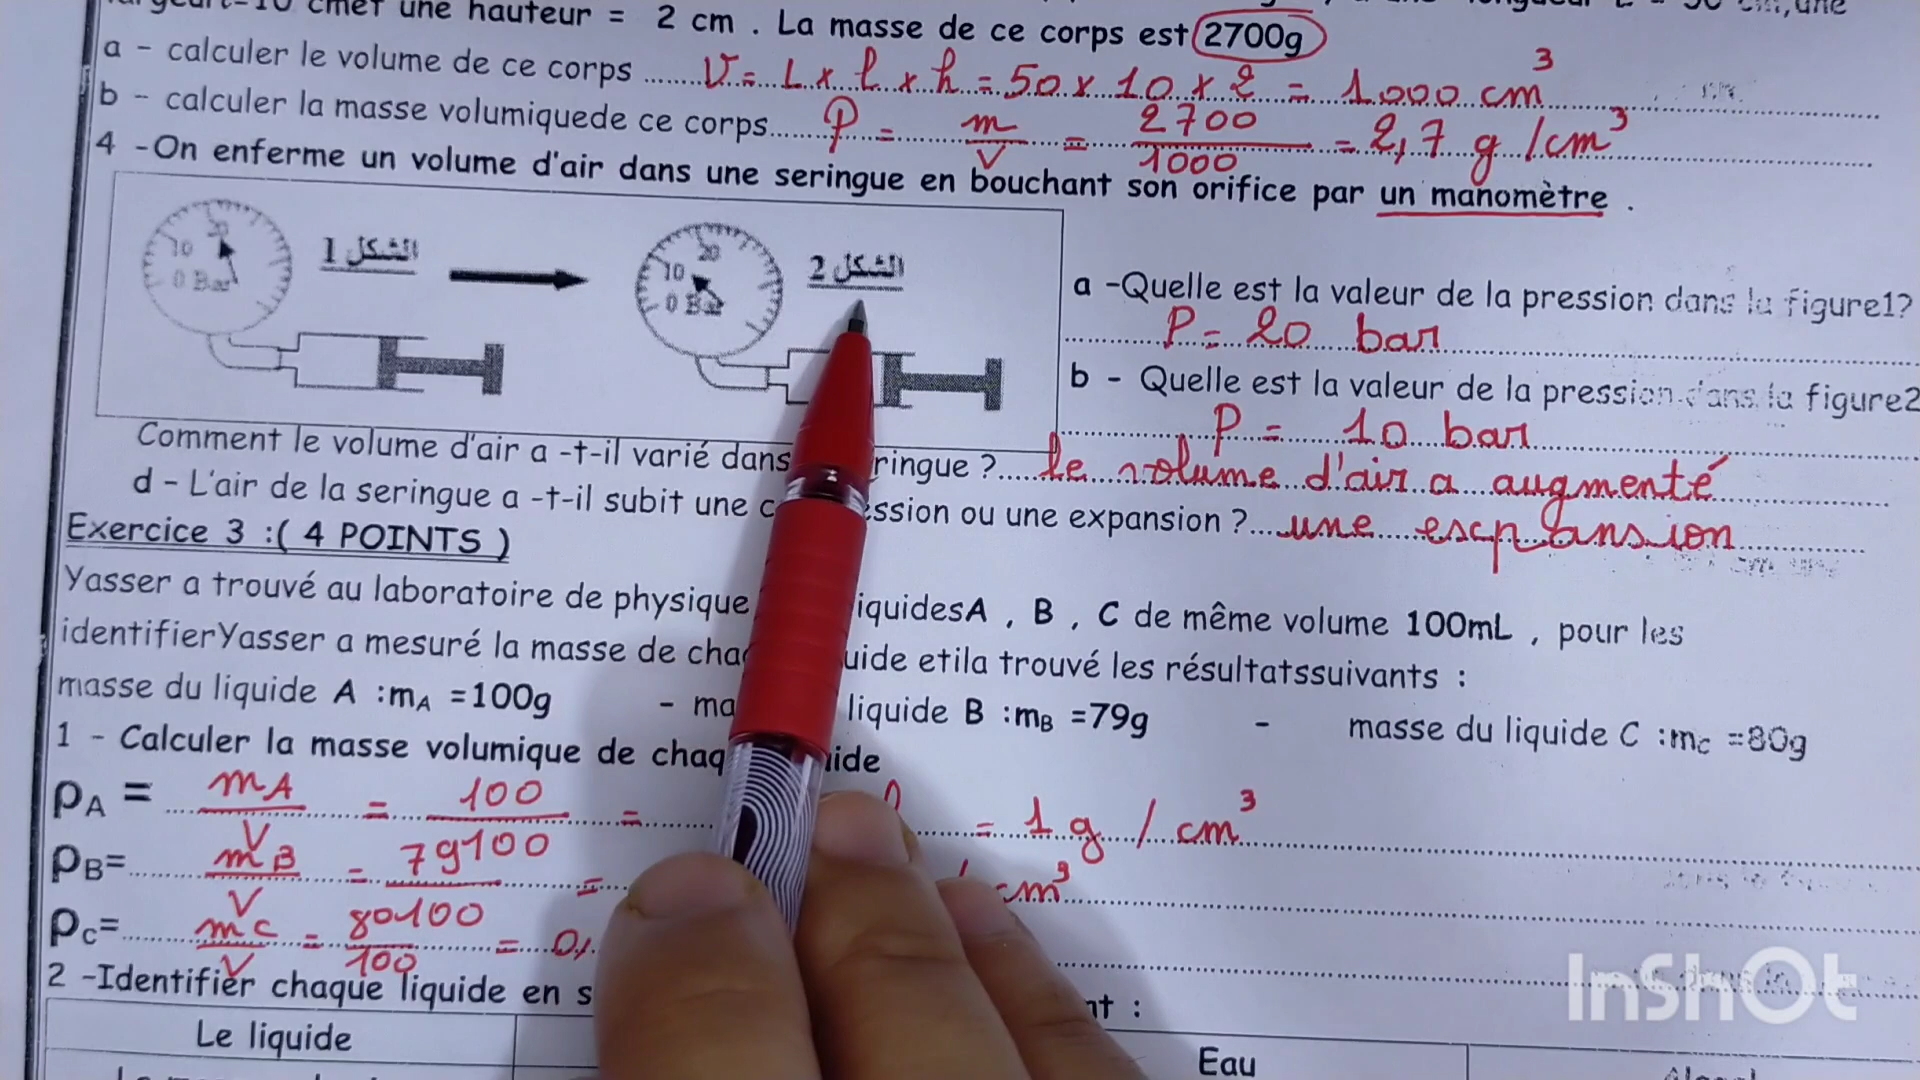 cm et une hauteur = 2 cm . La masse de ce corps est 2700g
a - calculer le volume de ce corps ....... V = L x l x h = 50 x 10 x 2 = 1000 cm³
b - calculer la masse volumiquede ce corps....... ρ = m/V = 2700/1000 = 2,7 g/cm³
4 -On enferme un volume d'air dans une seringue en bouchant son orifice par un manomètre .
الشكل 1
20
10
0 Bar
الشكل 2
20
10
0 Bar
a -Quelle est la valeur de la pression dans la figure1?
P = 20 bar
b - Quelle est la valeur de la pression dans la figure2
P = 10 bar
Comment le volume d'air a -t-il varié dans ringue ?.... le volume d'air a augmenté
d - L'air de la seringue a -t-il subit une c ssion ou une expansion ?.... une escpansion
Exercice 3 :( 4 POINTS )
Yasser a trouvé au laboratoire de physique iquidesA , B , C de même volume 100mL , pour les
identifierYasser a mesuré la masse de cha uide etila trouvé les résultatssuivants :
masse du liquide A :mA =100g - ma liquide B :mB =79g - masse du liquide C :mC =80g
1 - Calculer la masse volumique de chaq ide
ρA = mA/V = 100 = = 1 g / cm³
ρB= mB/V = 79100 = / cm³
ρC= mC/V = 80100/100 = 0,
2 -Identifier chaque liquide en s nt :
Le liquide
Eau
InShOt